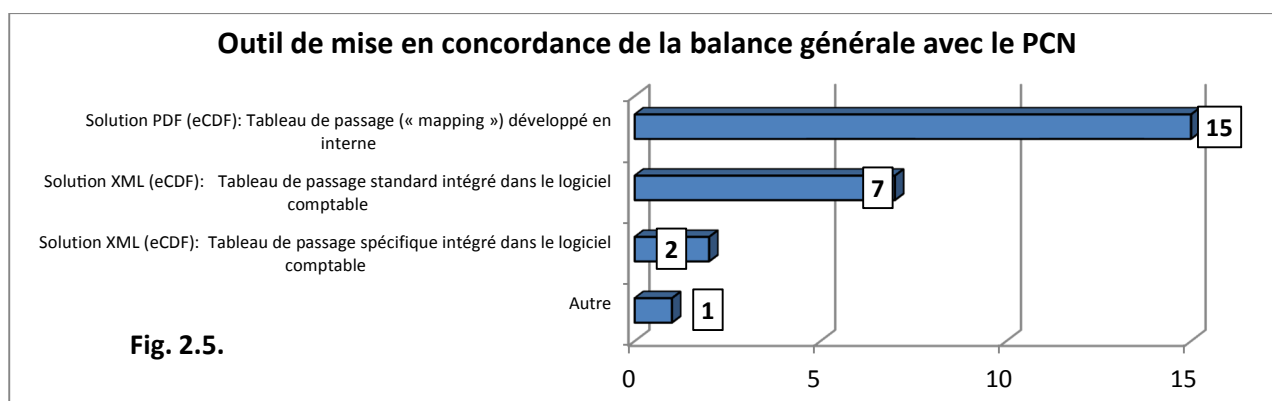 Outil de mise en concordance de la balance générale avec le PCN
Solution PDF (eCDF): Tableau de passage (« mapping ») développé en
interne
15
Solution XML (eCDF):   Tableau de passage standard intégré dans le logiciel
comptable
7
Solution XML (eCDF):  Tableau de passage spécifique intégré dans le logiciel
comptable
2
Autre
1
Fig. 2.5.
0 5 10 15